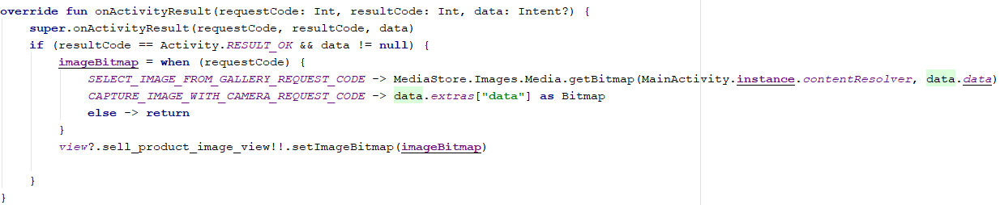 override fun onActivityResult(requestCode: Int, resultCode: Int, data: Intent?) {
super.onActivityResult(requestCode, resultCode, data)
if (resultCode == Activity.RESULT_OK && data != null) {
imageBitmap = when (requestCode) {
SELECT_IMAGE_FROM_GALLERY_REQUEST_CODE -> MediaStore.Images.Media.getBitmap(MainActivity.instance.contentResolver, data.data)
CAPTURE_IMAGE_WITH_CAMERA_REQUEST_CODE -> data.extras["data"] as Bitmap
else -> return
}
view?.sell_product_image_view!!.setImageBitmap(imageBitmap)
}
}